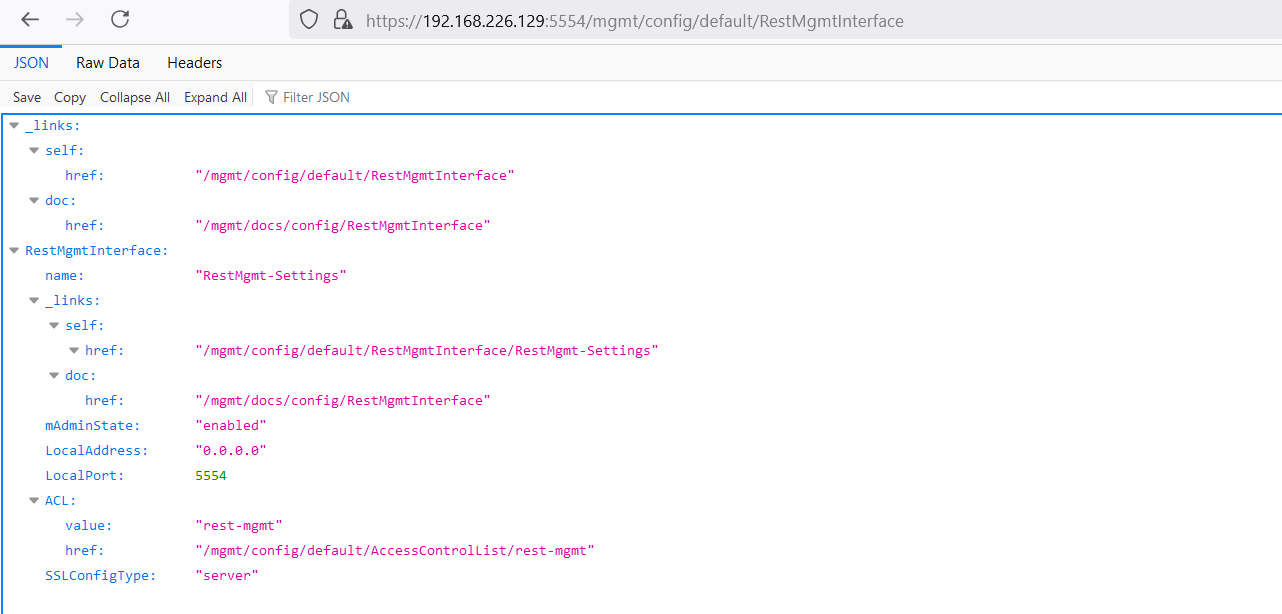 https://192.168.226.129:5554/mgmt/config/default/RestMgmtInterface
JSON Raw Data Headers
Save Copy Collapse All Expand All Filter JSON
_links:
self:
href: "/mgmt/config/default/RestMgmtInterface"
doc:
href: "/mgmt/docs/config/RestMgmtInterface"
RestMgmtInterface:
name: "RestMgmt-Settings"
_links:
self:
href: "/mgmt/config/default/RestMgmtInterface/RestMgmt-Settings"
doc:
href: "/mgmt/docs/config/RestMgmtInterface"
mAdminState: "enabled"
LocalAddress: "0.0.0.0"
LocalPort: 5554
ACL:
value: "rest-mgmt"
href: "/mgmt/config/default/AccessControlList/rest-mgmt"
SSLConfigType: "server"